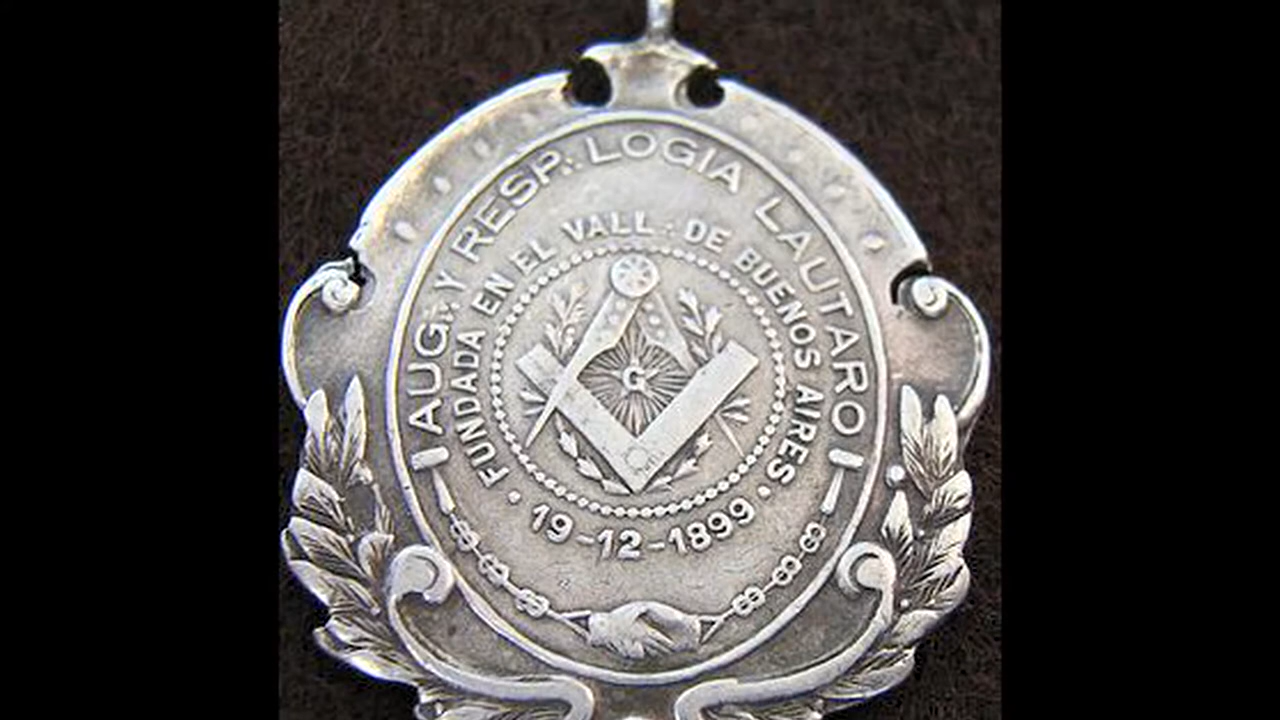 AUG∴ Y RESP∴ LOGIA LAUTARO
FUNDADA EN EL VALL∴ DE BUENOS AIRES
· 19-12-1899 ·
G